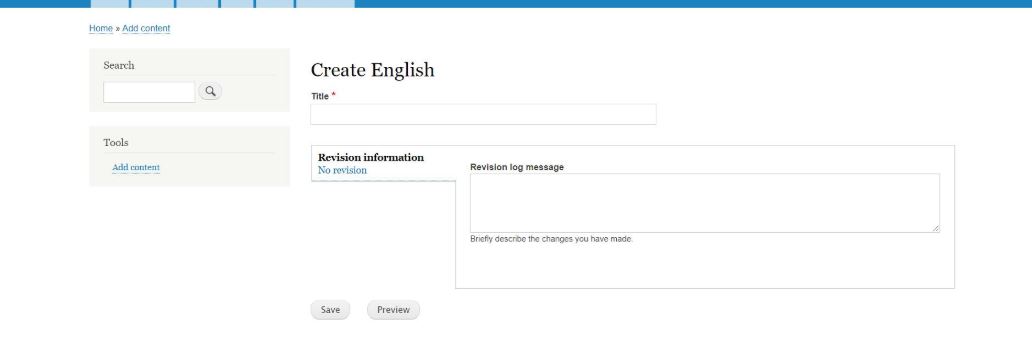 Home » Add content
Search
Tools
Add content
Create English
Title *
Revision information
No revision
Revision log message
Briefly describe the changes you have made.
Save
Preview